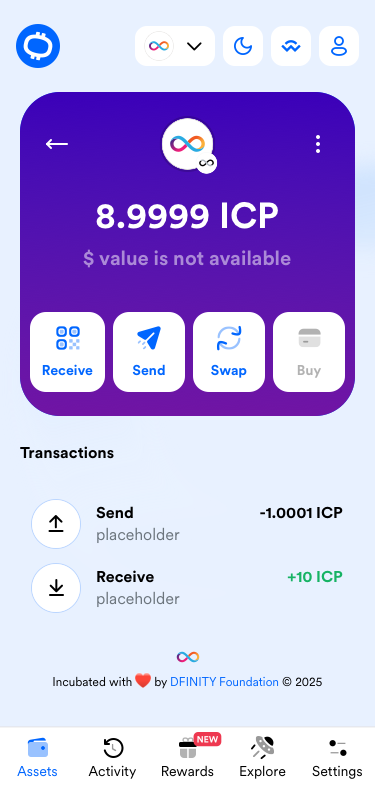 8.9999 ICP
$ value is not available
Receive
Send
Swap
Buy
Transactions
Send
-1.0001 ICP
placeholder
Receive
+10 ICP
placeholder
Incubated with ❤️ by DFINITY Foundation © 2025
NEW
Assets
Activity
Rewards
Explore
Settings